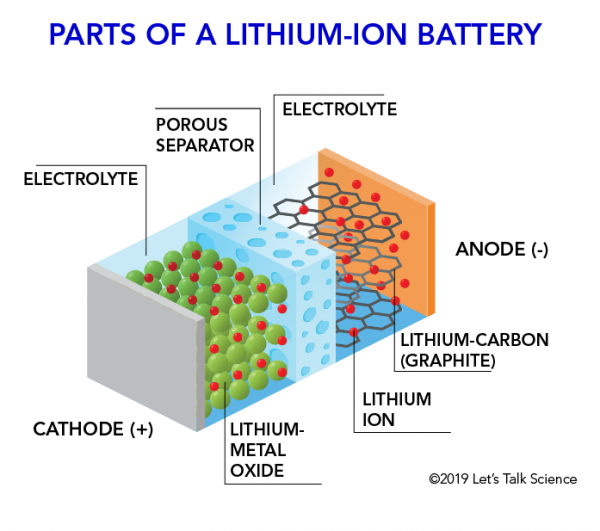 PARTS OF A LITHIUM-ION BATTERY
ELECTROLYTE
POROUS
SEPARATOR
ELECTROLYTE
ANODE (-)
LITHIUM-CARBON
(GRAPHITE)
LITHIUM
ION
CATHODE (+)
LITHIUM-
METAL
OXIDE
©2019 Let's Talk Science